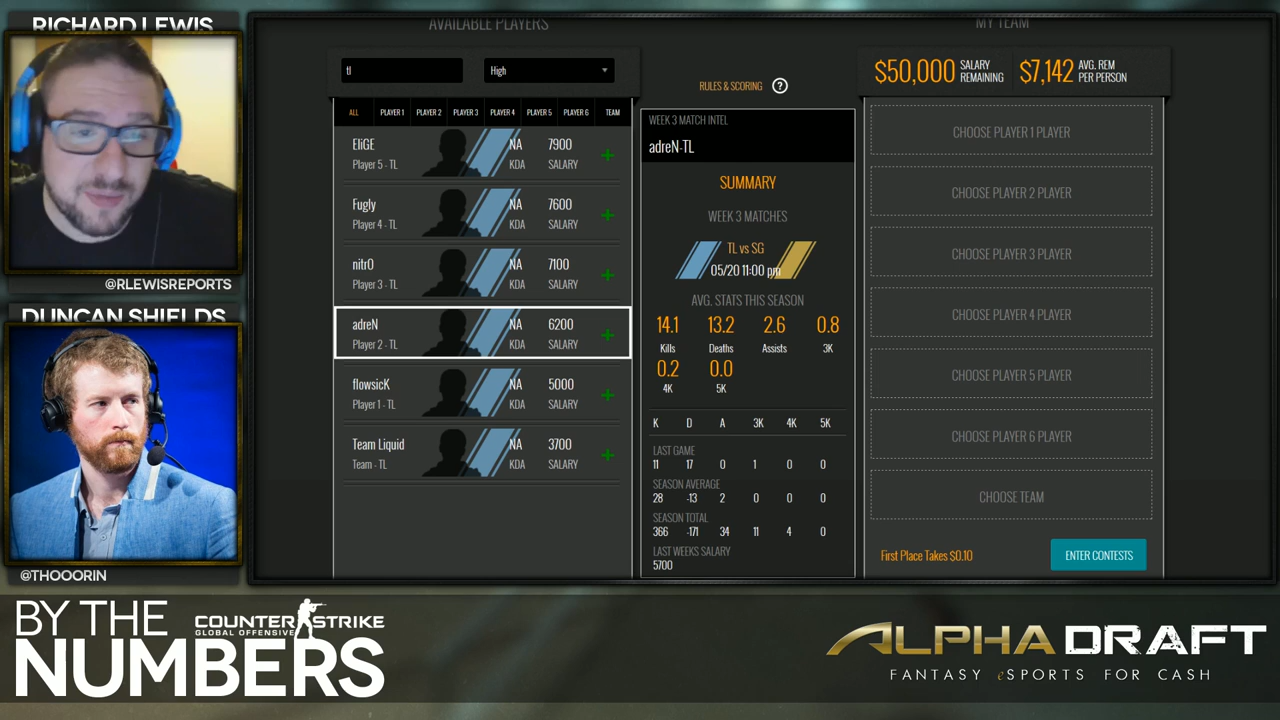 RICHARD LEWIS
@RLEWISREPORTS
DUNCAN SHIELDS
@THOOORIN
AVAILABLE PLAYERS
tl
High
ALL PLAYER 1 PLAYER 2 PLAYER 3 PLAYER 4 PLAYER 5 PLAYER 6 TEAM
EliGE NA 7900
Player 5 - TL KDA SALARY
Fugly NA 7600
Player 4 - TL KDA SALARY
nitr0 NA 7100
Player 3 - TL KDA SALARY
adreN NA 6200
Player 2 - TL KDA SALARY
flowsicK NA 5000
Player 1 - TL KDA SALARY
Team Liquid NA 3700
Team - TL KDA SALARY
RULES & SCORING ?
WEEK 3 MATCH INTEL
adreN-TL
SUMMARY
WEEK 3 MATCHES
TL vs SG
05/20 11:00 pm
AVG. STATS THIS SEASON
14.1 13.2 2.6 0.8
Kills Deaths Assists 3K
0.2 0.0
4K 5K
K D A 3K 4K 5K
LAST GAME
11 17 0 1 0 0
SEASON AVERAGE
28 -13 2 0 0 0
SEASON TOTAL
366 -171 34 11 4 0
LAST WEEKS SALARY
5700
MY TEAM
$50,000 SALARY REMAINING $7,142 AVG. REM PER PERSON
CHOOSE PLAYER 1 PLAYER
CHOOSE PLAYER 2 PLAYER
CHOOSE PLAYER 3 PLAYER
CHOOSE PLAYER 4 PLAYER
CHOOSE PLAYER 5 PLAYER
CHOOSE PLAYER 6 PLAYER
CHOOSE TEAM
First Place Takes $0.10
ENTER CONTESTS
BY THE
NUMBERS
COUNTER STRIKE
GLOBAL OFFENSIVE
ALPHADRAFT
FANTASY eSPORTS FOR CASH